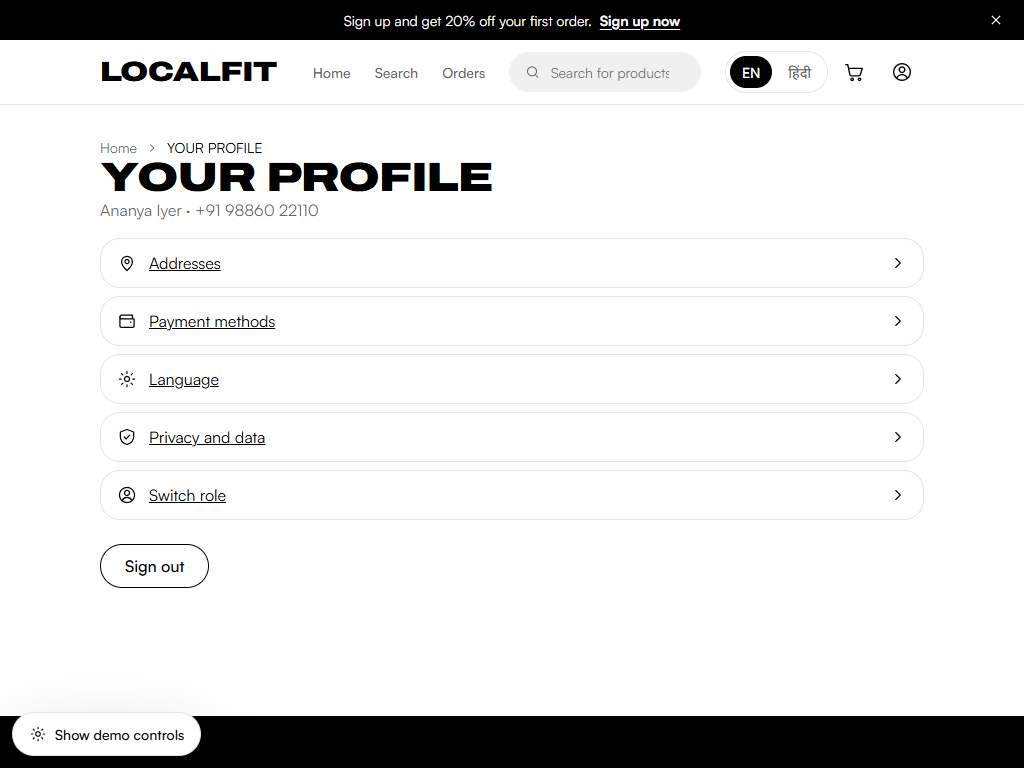 Sign up and get 20% off your first order. Sign up now
LOCALFIT
Home
Search
Orders
Search for products
EN
हिंदी
Home > YOUR PROFILE
YOUR PROFILE
Ananya Iyer · +91 98860 22110
Addresses
Payment methods
Language
Privacy and data
Switch role
Sign out
Show demo controls